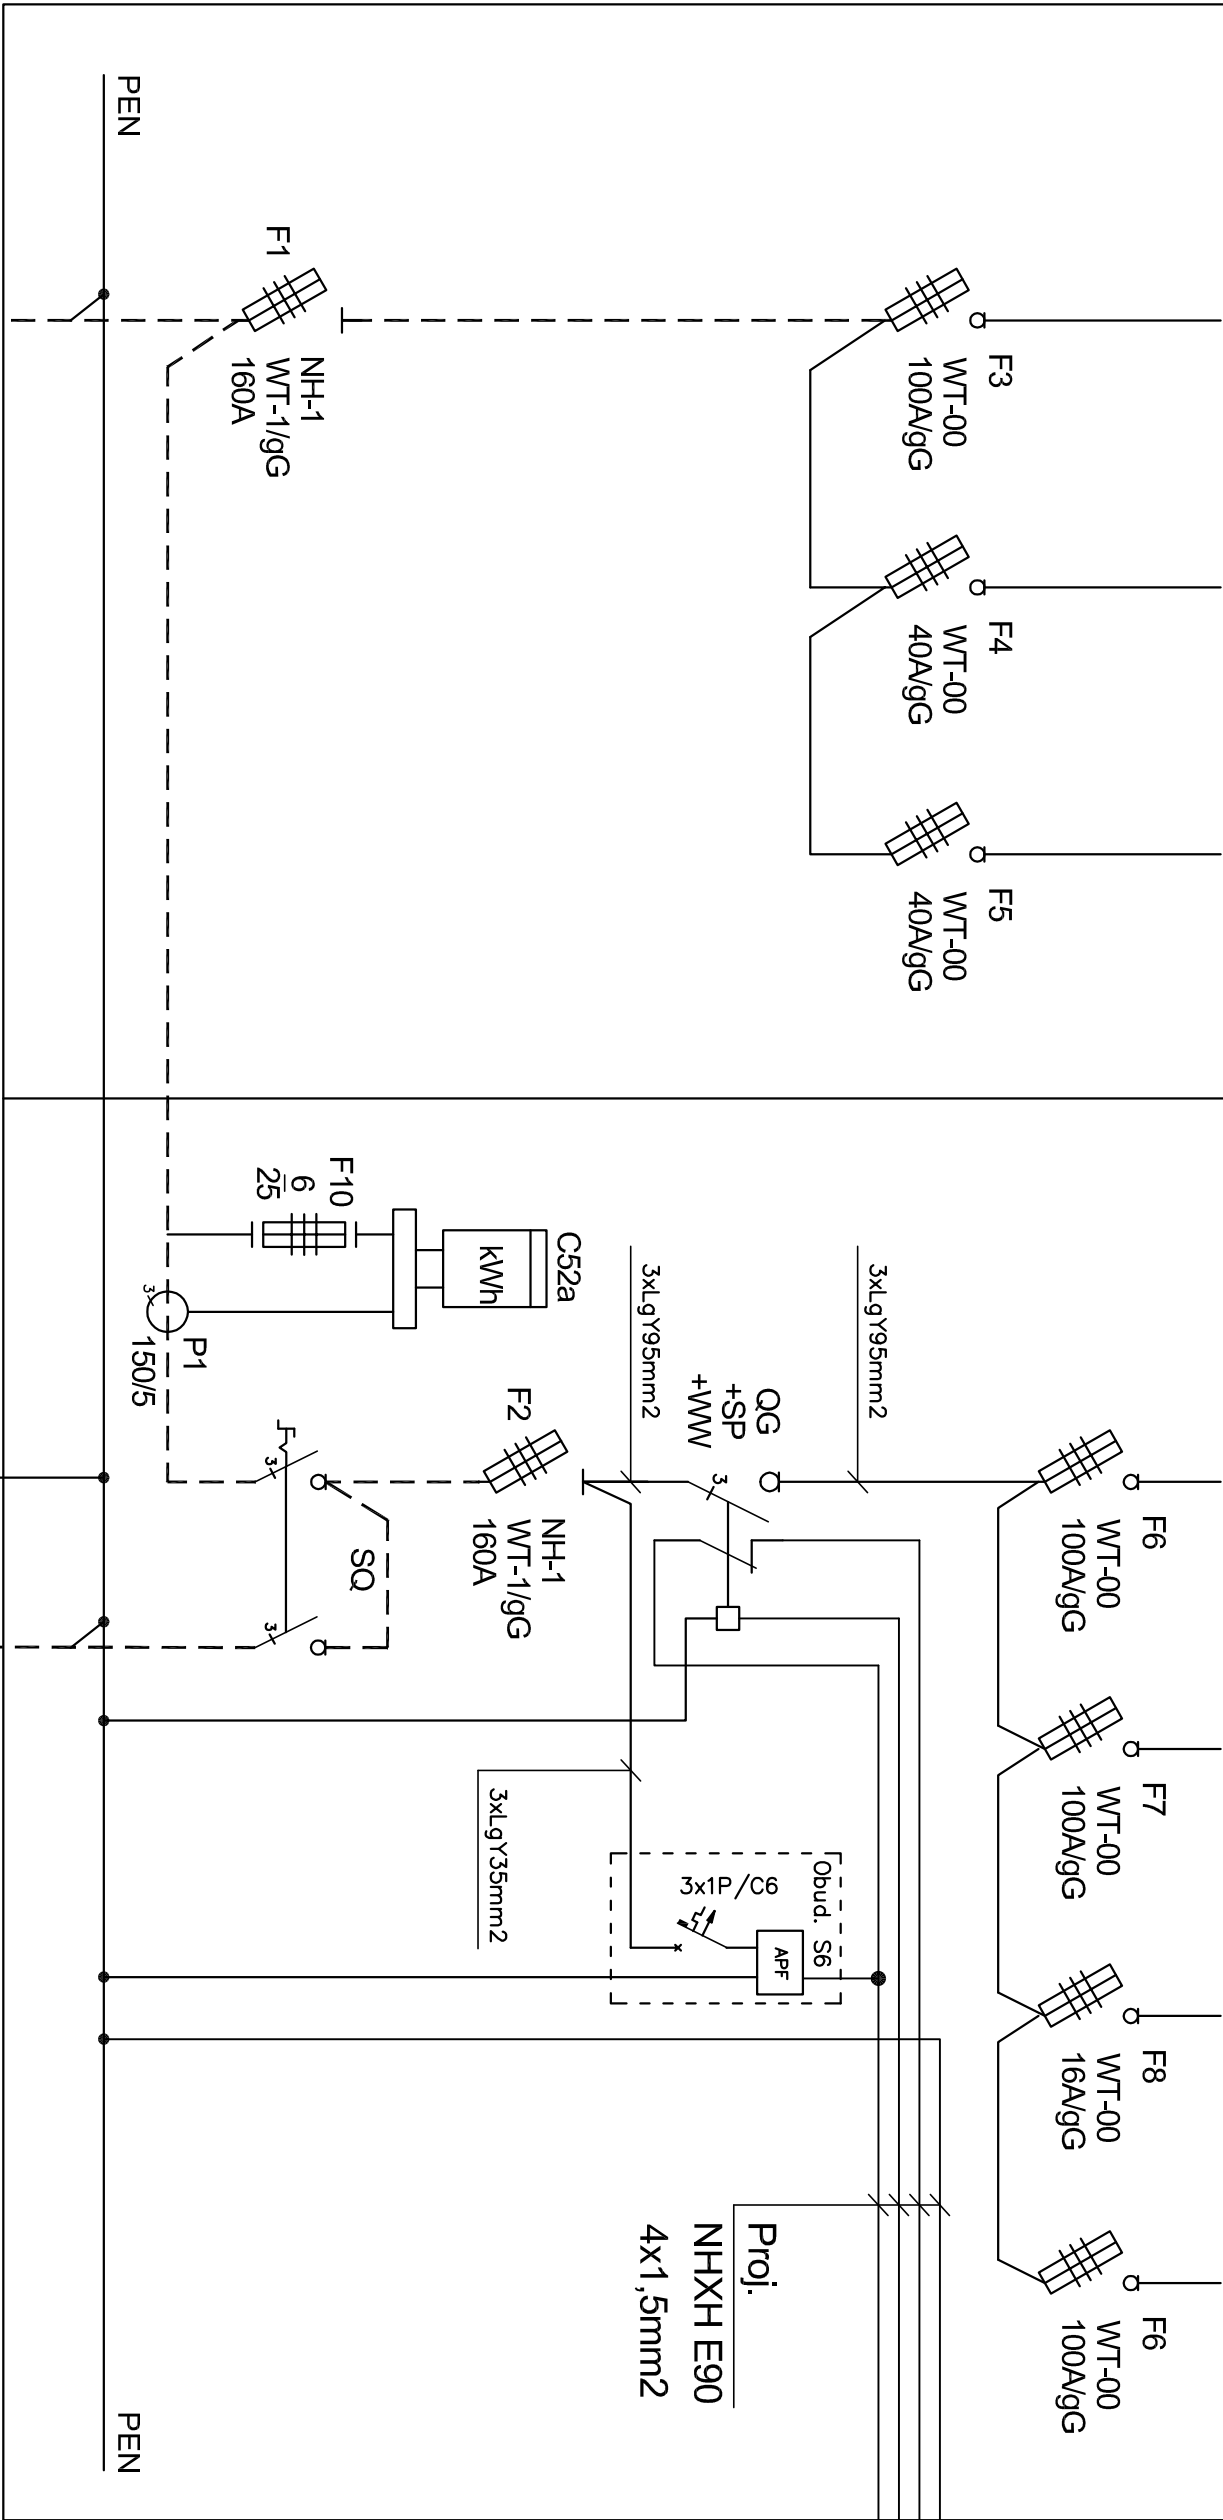 PEN
F1
NH-1
WT-1/gG
160A
F3
WT-00
100A/gG
F4
WT-00
40A/gG
F5
WT-00
40A/gG
F10
6
25
C52a
kWh
P1
150/5
3
3xLgY95mm2
3xLgY95mm2
QG
+SP
+WW
3
F2
NH-1
WT-1/gG
160A
SQ
3
3
F6
WT-00
100A/gG
F7
WT-00
100A/gG
F8
WT-00
16A/gG
F6
WT-00
100A/gG
3xLgY35mm2
Obud. S6
3x1P/C6
APF
Proj.
NHXH E90
4x1,5mm2
PEN